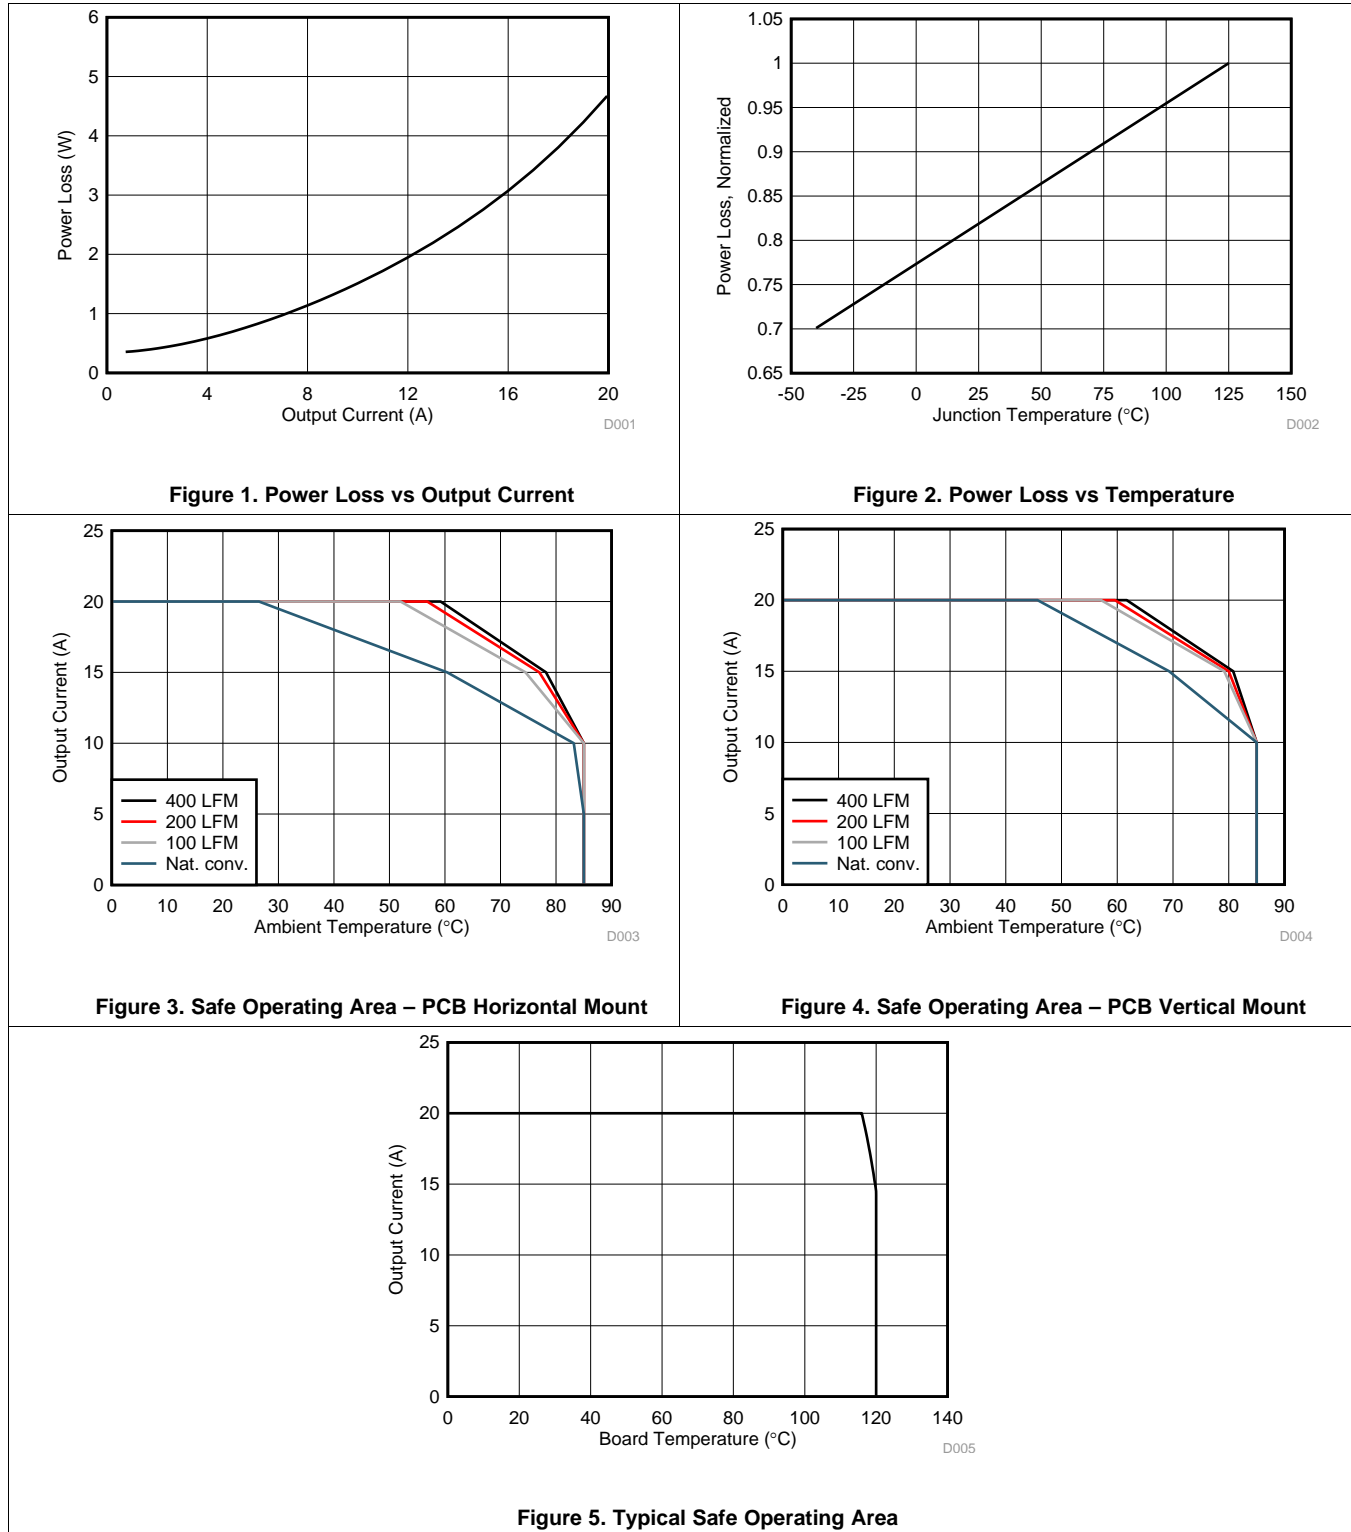 6
5
4
3
2
1
0
Power Loss (W)
0 4 8 12 16 20
Output Current (A)
D001
Figure 1. Power Loss vs Output Current
1.05
1
0.95
0.9
0.85
0.8
0.75
0.7
0.65
Power Loss, Normalized
-50 -25 0 25 50 75 100 125 150
Junction Temperature (°C)
D002
Figure 2. Power Loss vs Temperature
25
20
15
10
5
0
Output Current (A)
400 LFM
200 LFM
100 LFM
Nat. conv.
0 10 20 30 40 50 60 70 80 90
Ambient Temperature (°C)
D003
Figure 3. Safe Operating Area – PCB Horizontal Mount
25
20
15
10
5
0
Output Current (A)
400 LFM
200 LFM
100 LFM
Nat. conv.
0 10 20 30 40 50 60 70 80 90
Ambient Temperature (°C)
D004
Figure 4. Safe Operating Area – PCB Vertical Mount
25
20
15
10
5
0
Output Current (A)
0 20 40 60 80 100 120 140
Board Temperature (°C)
D005
Figure 5. Typical Safe Operating Area